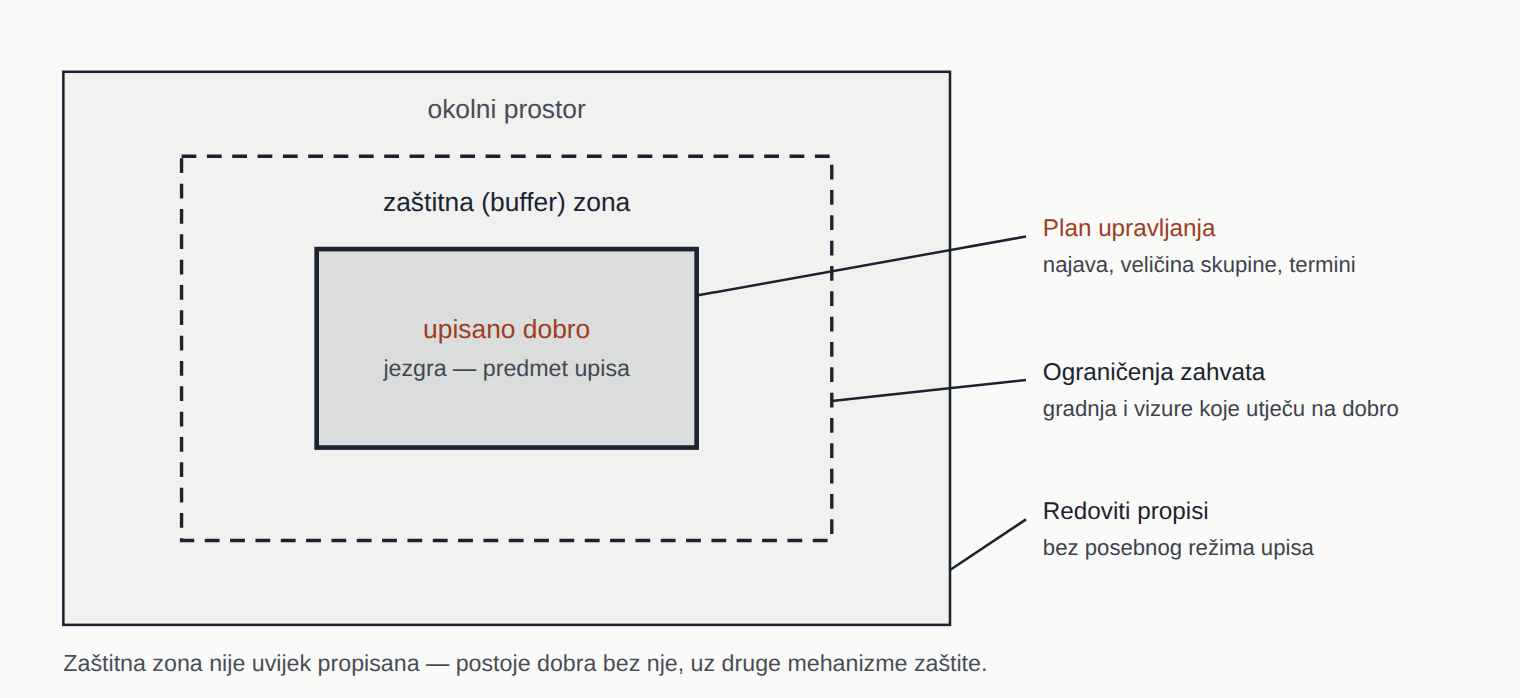 okolni prostor
zaštitna (buffer) zona
upisano dobro
jezgra — predmet upisa
Plan upravljanja
najava, veličina skupine, termini
Ograničenja zahvata
gradnja i vizure koje utječu na dobro
Redoviti propisi
bez posebnog režima upisa
Zaštitna zona nije uvijek propisana — postoje dobra bez nje, uz druge mehanizme zaštite.